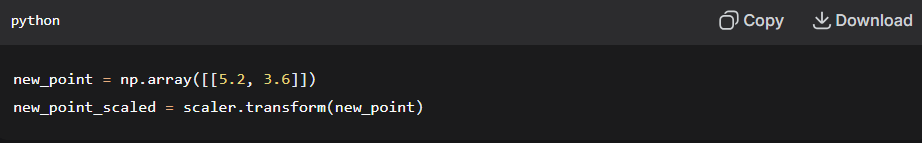 python Copy Download
new_point = np.array([[5.2, 3.6]])
new_point_scaled = scaler.transform(new_point)